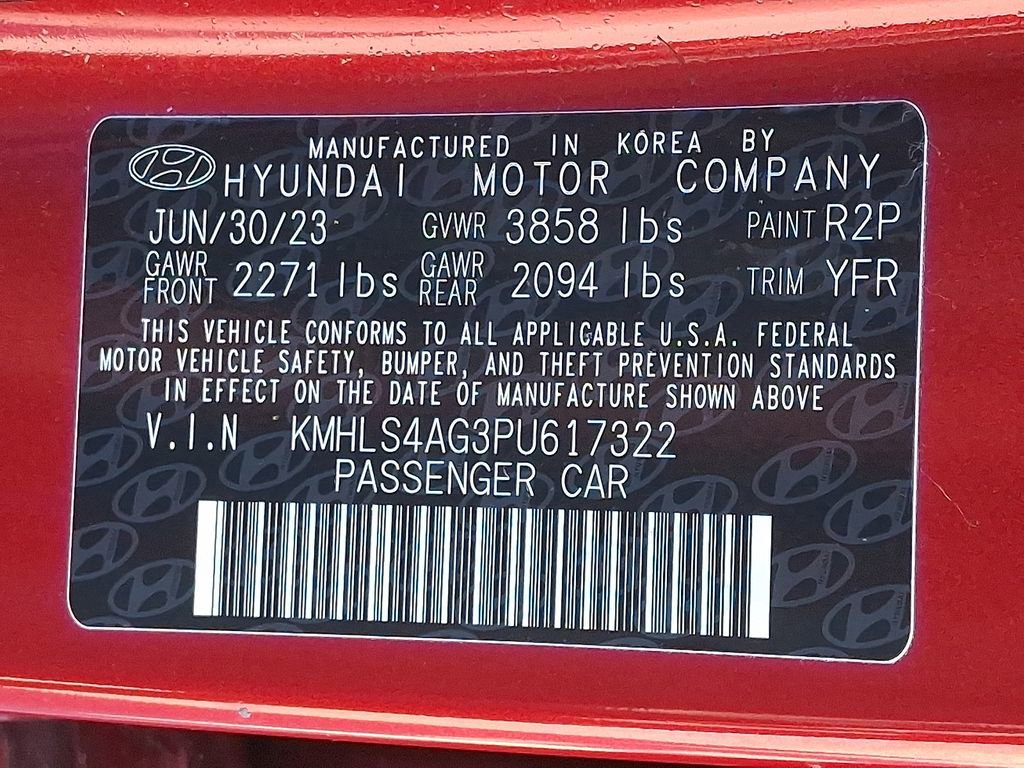 MANUFACTURED IN KOREA BY
HYUNDAI MOTOR COMPANY
JUN/30/23 GVWR 3858 lbs PAINT R2P
GAWR FRONT 2271 lbs GAWR REAR 2094 lbs TRIM YFR
THIS VEHICLE CONFORMS TO ALL APPLICABLE U.S.A. FEDERAL
MOTOR VEHICLE SAFETY, BUMPER, AND THEFT PREVENTION STANDARDS
IN EFFECT ON THE DATE OF MANUFACTURE SHOWN ABOVE
V.I.N KMHLS4AG3PU617322
PASSENGER CAR